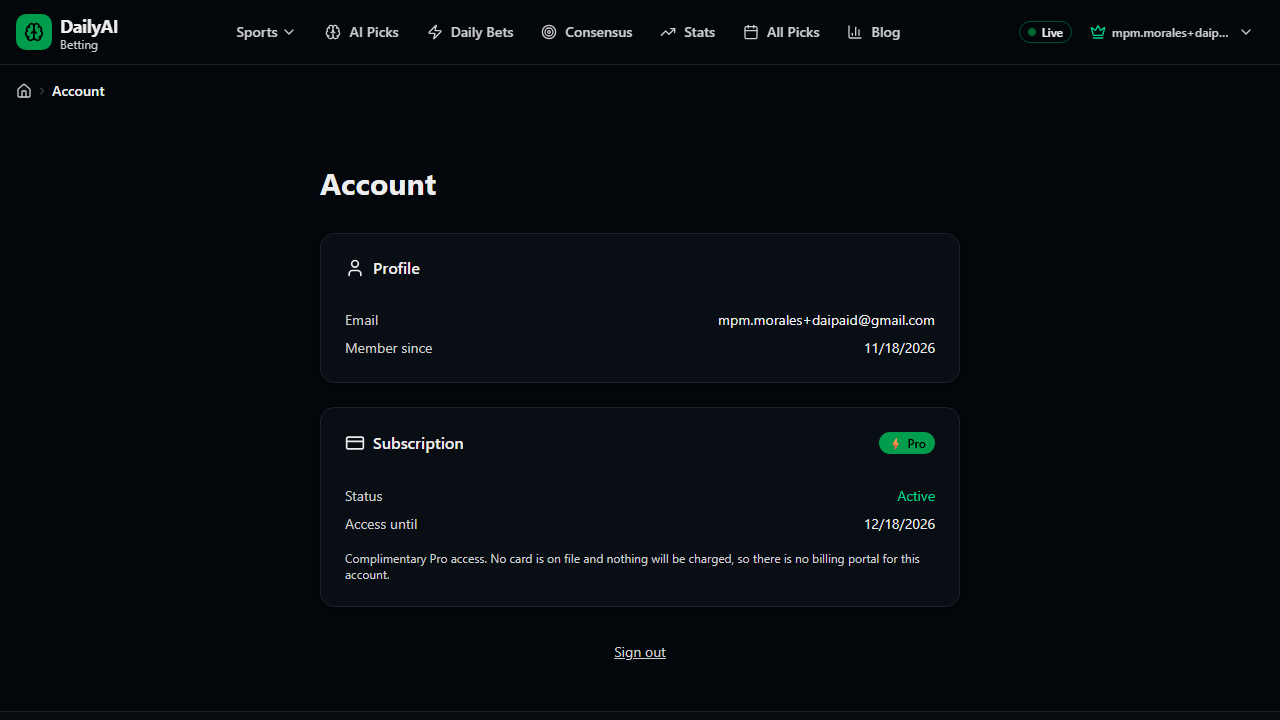 DailyAI
Betting
Sports
AI Picks
Daily Bets
Consensus
Stats
All Picks
Blog
Live
mpm.morales+daip...
Account
Account
Profile
Email
mpm.morales+daipaid@gmail.com
Member since
11/18/2026
Subscription
Pro
Status
Active
Access until
12/18/2026
Complimentary Pro access. No card is on file and nothing will be charged, so there is no billing portal for this
account.
Sign out